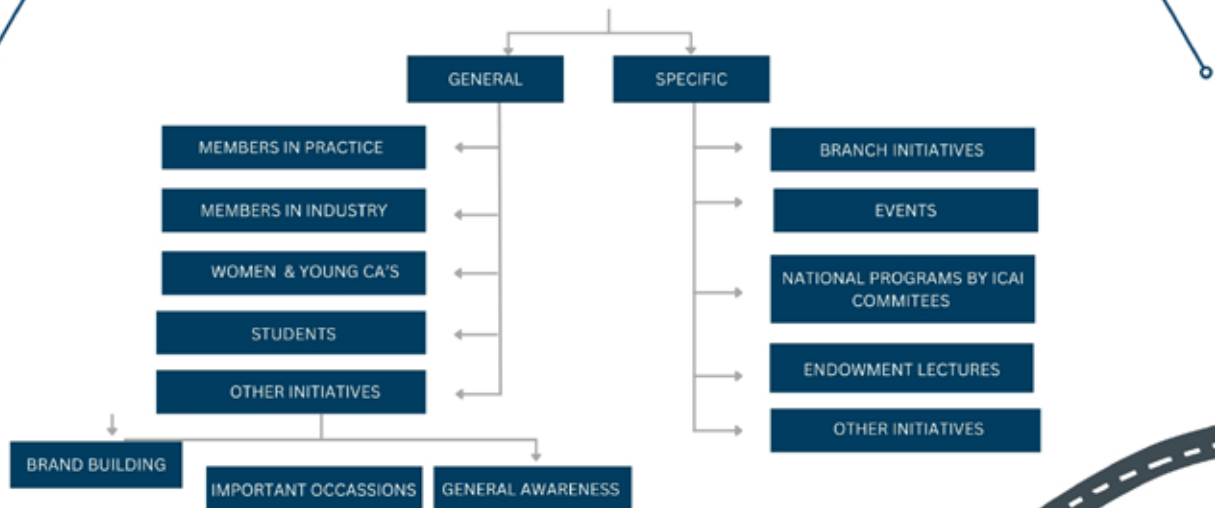 GENERAL
SPECIFIC
MEMBERS IN PRACTICE
MEMBERS IN INDUSTRY
WOMEN & YOUNG CA'S
STUDENTS
OTHER INITIATIVES
BRAND BUILDING
IMPORTANT OCCASSIONS
GENERAL AWARENESS
BRANCH INITIATIVES
EVENTS
NATIONAL PROGRAMS BY ICAI
COMMITEES
ENDOWMENT LECTURES
OTHER INITIATIVES